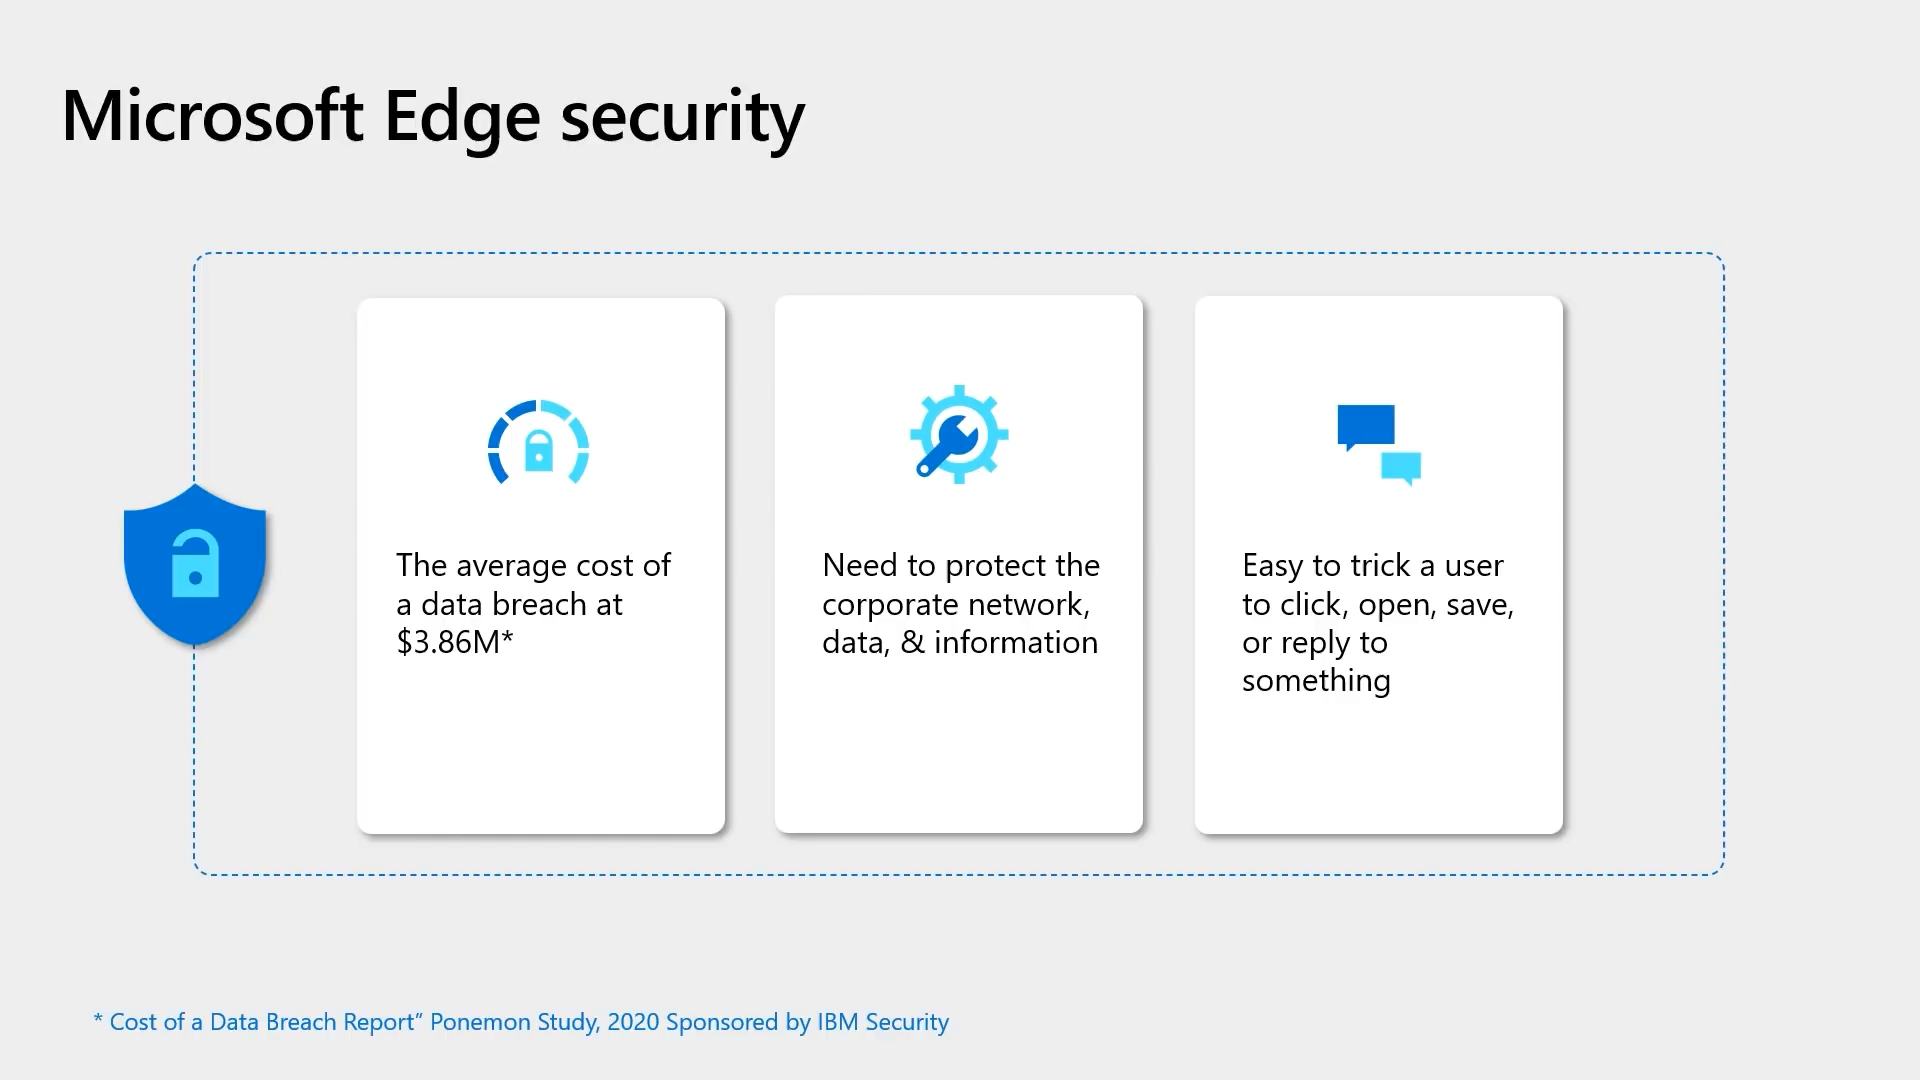 Microsoft Edge security
The average cost of
a data breach at
$3.86M*
Need to protect the
corporate network,
data, & information
Easy to trick a user
to click, open, save,
or reply to
something
* Cost of a Data Breach Report” Ponemon Study, 2020 Sponsored by IBM Security